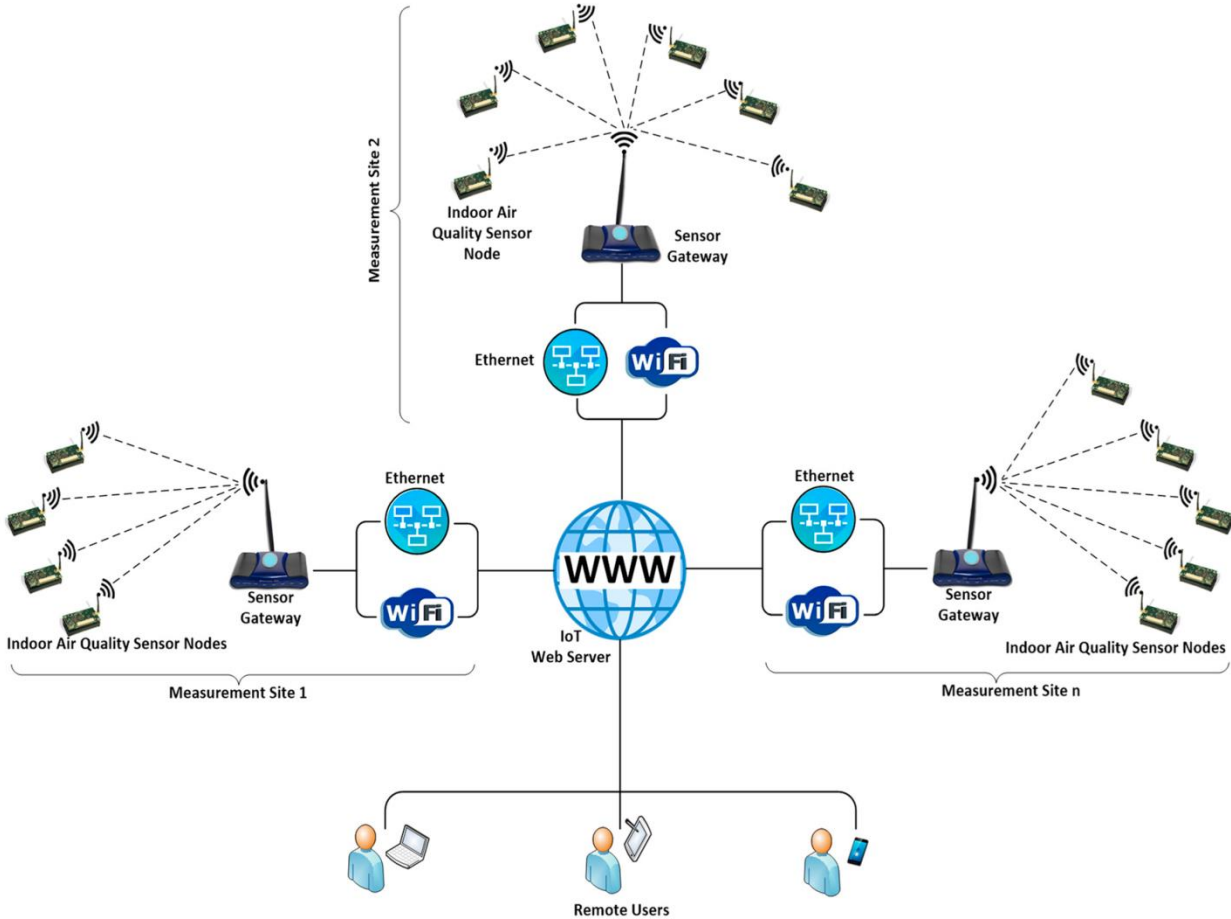 Measurement Site 2
Indoor Air
Quality Sensor
Node
Sensor
Gateway
Ethernet
WiFi
Ethernet
WiFi
Sensor
Gateway
Indoor Air Quality Sensor Nodes
Measurement Site 1
WWW
IoT
Web Server
Ethernet
WiFi
Sensor
Gateway
Indoor Air Quality Sensor Nodes
Measurement Site n
Remote Users